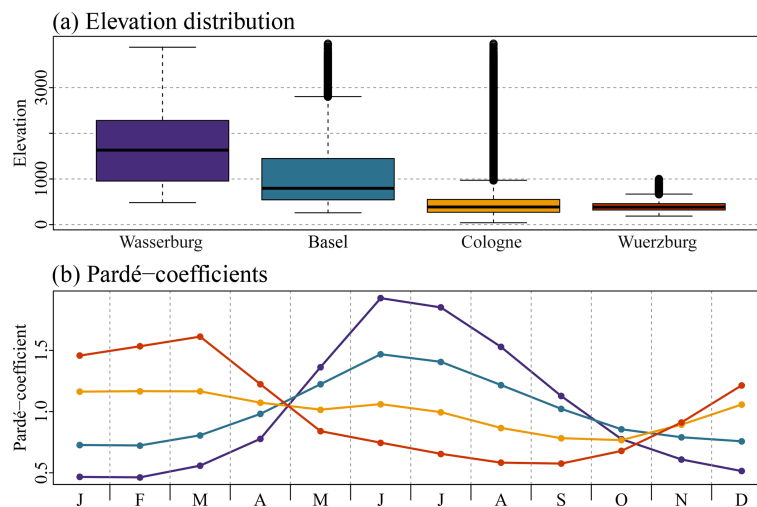 (a) Elevation distribution
Elevation
3000
1000
0
Wasserburg Basel Cologne Wuerzburg
(b) Pardé−coefficients
Pardé−coefficient
1.5
1.0
0.5
J F M A M J J A S O N D